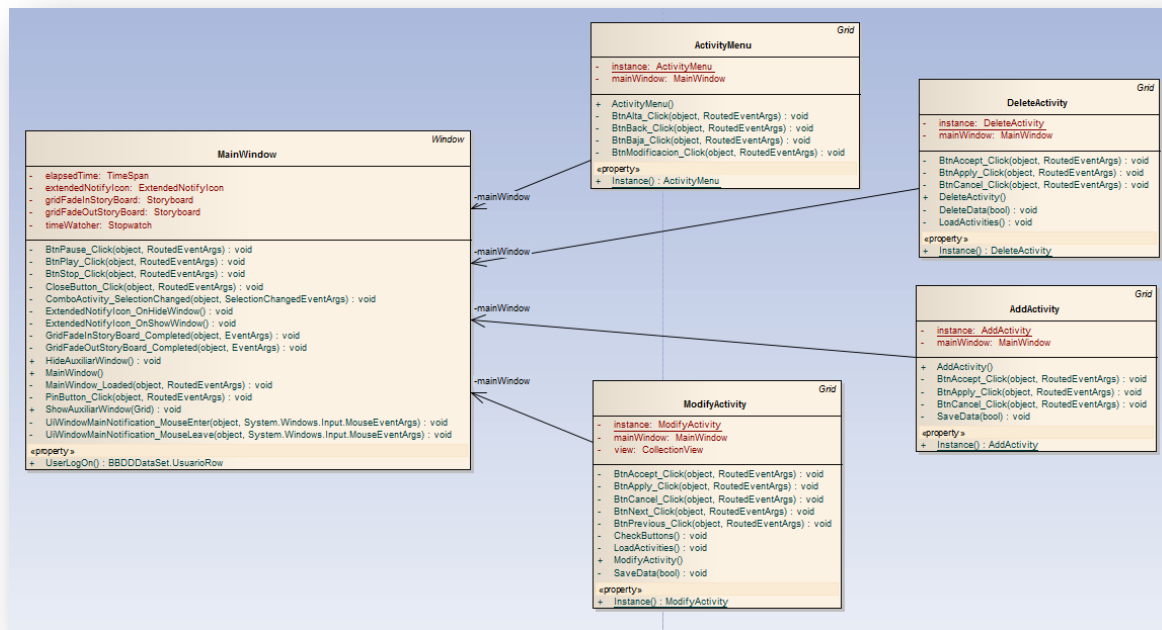 Window
MainWindow
- elapsedTime: TimeSpan
- extendedNotifyIcon: ExtendedNotifyIcon
- gridFadeInStoryBoard: Storyboard
- gridFadeOutStoryBoard: Storyboard
- timeWatcher: Stopwatch
- BtnPause_Click(object, RoutedEventArgs) : void
- BtnPlay_Click(object, RoutedEventArgs) : void
- BtnStop_Click(object, RoutedEventArgs) : void
- CloseButton_Click(object, RoutedEventArgs) : void
- ComboActivity_SelectionChanged(object, SelectionChangedEventArgs) : void
- ExtendedNotifyIcon_OnHideWindow() : void
- ExtendedNotifyIcon_OnShowWindow() : void
- GridFadeInStoryBoard_Completed(object, EventArgs) : void
- GridFadeOutStoryBoard_Completed(object, EventArgs) : void
+ HideAuxiliarWindow() : void
+ MainWindow()
- MainWindow_Loaded(object, RoutedEventArgs) : void
- PinButton_Click(object, RoutedEventArgs) : void
+ ShowAuxiliarWindow(Grid) : void
- UiWindowMainNotification_MouseEnter(object, System.Windows.Input.MouseEventArgs) : void
- UiWindowMainNotification_MouseLeave(object, System.Windows.Input.MouseEventArgs) : void
«property»
+ UserLogOn() : BBDDDataSet.UsuarioRow
-mainWindow
-mainWindow
-mainWindow
-mainWindow
Grid
ActivityMenu
- instance: ActivityMenu
- mainWindow: MainWindow
+ ActivityMenu()
- BtnAlta_Click(object, RoutedEventArgs) : void
- BtnBack_Click(object, RoutedEventArgs) : void
- BtnBaja_Click(object, RoutedEventArgs) : void
- BtnModificacion_Click(object, RoutedEventArgs) : void
«property»
+ Instance() : ActivityMenu
Grid
DeleteActivity
- instance: DeleteActivity
- mainWindow: MainWindow
- BtnAccept_Click(object, RoutedEventArgs) : void
- BtnApply_Click(object, RoutedEventArgs) : void
- BtnCancel_Click(object, RoutedEventArgs) : void
+ DeleteActivity()
- DeleteData(bool) : void
- LoadActivities() : void
«property»
+ Instance() : DeleteActivity
Grid
AddActivity
- instance: AddActivity
- mainWindow: MainWindow
+ AddActivity()
- BtnAccept_Click(object, RoutedEventArgs) : void
- BtnApply_Click(object, RoutedEventArgs) : void
- BtnCancel_Click(object, RoutedEventArgs) : void
- SaveData(bool) : void
«property»
+ Instance() : AddActivity
Grid
ModifyActivity
- instance: ModifyActivity
- mainWindow: MainWindow
- view: CollectionView
- BtnAccept_Click(object, RoutedEventArgs) : void
- BtnApply_Click(object, RoutedEventArgs) : void
- BtnCancel_Click(object, RoutedEventArgs) : void
- BtnNext_Click(object, RoutedEventArgs) : void
- BtnPrevious_Click(object, RoutedEventArgs) : void
- CheckButtons() : void
- LoadActivities() : void
+ ModifyActivity()
- SaveData(bool) : void
«property»
+ Instance() : ModifyActivity